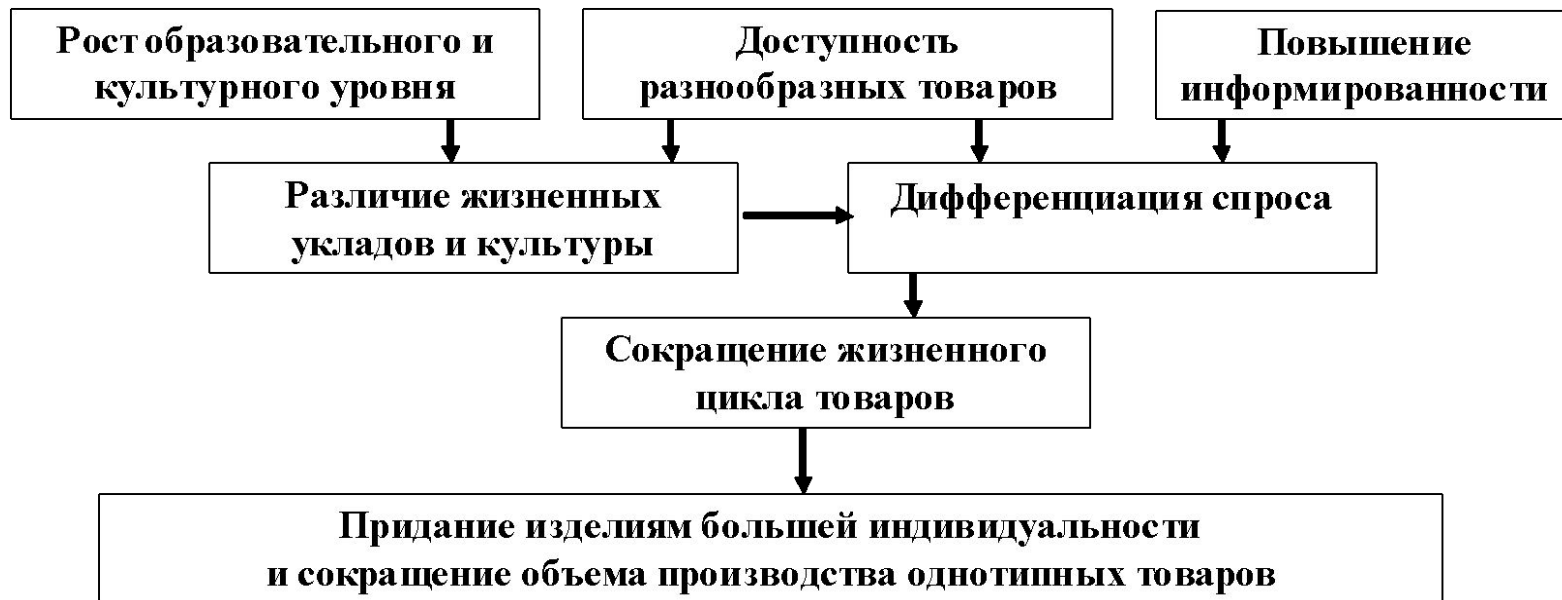 Рост образовательного и
культурного уровня
Доступность
разнообразных товаров
Повышение
информированности
Различие жизненных
укладов и культуры
Дифференциация спроса
Сокращение жизненного
цикла товаров
Придание изделиям большей индивидуальности
и сокращение объема производства однотипных товаров